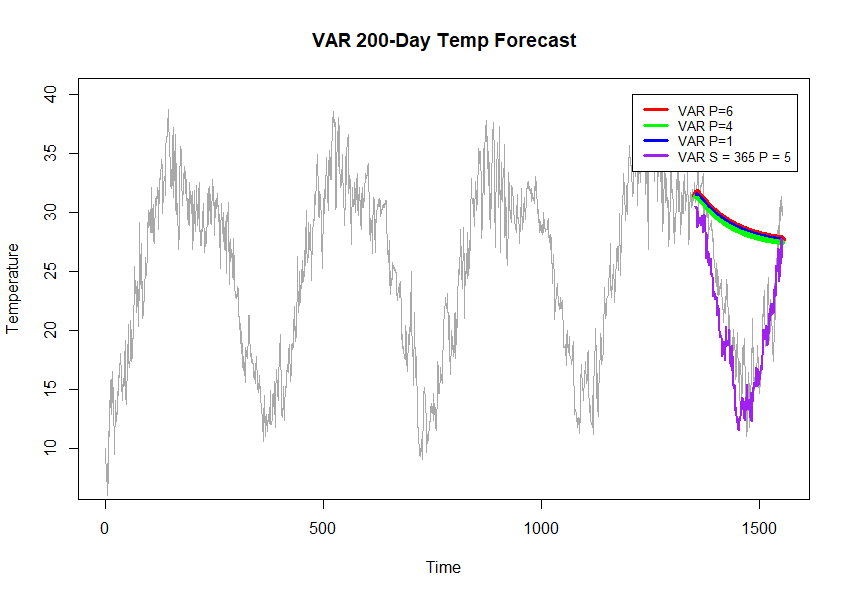 VAR 200-Day Temp Forecast
40
35
30
25
20
15
10
Temperature
VAR P=6
VAR P=4
VAR P=1
VAR S = 365 P = 5
0 500 1000 1500
Time